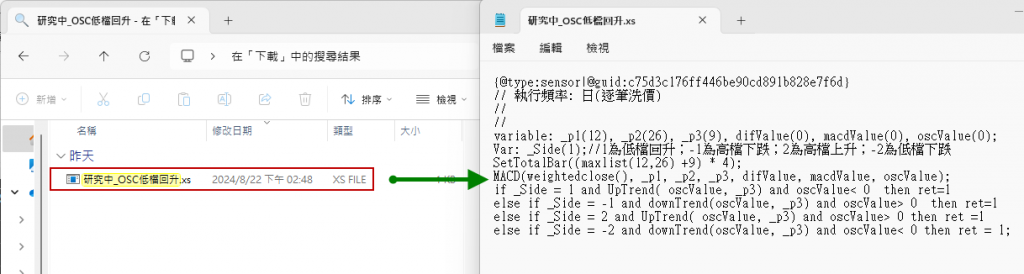 研究中_OSC低檔回升 - 在「下載
在「下載」中的搜尋結果
新增
排序
檢視
名稱
修改日期
類型
大小
昨天
研究中_OSC低檔回升.xs
2024/8/22 下午 02:48
XS FILE
研究中_OSC低檔回升.xs
檔案
編輯
檢視
{@type:sensor|@guid:c75d3c176ff446be90cd891b828e7f6d}
// 執行頻率: 日(逐筆洗價)
//
//
variable: _p1(12), _p2(26), _p3(9), difValue(0), macdValue(0), oscValue(0);
Var: _Side(1);//1為低檔回升；-1為高檔下跌；2為高檔上升；-2為低檔下跌
SetTotalBar((maxlist(12,26) +9) * 4);
MACD(weightedclose(), _p1, _p2, _p3, difValue, macdValue, oscValue);
if _Side = 1 and UpTrend( oscValue, _p3) and oscValue< 0  then ret=1
else if _Side = -1 and downTrend(oscValue, _p3) and oscValue> 0  then ret=1
else if _Side = 2 and UpTrend( oscValue, _p3) and oscValue> 0 then ret =1
else if _Side = -2 and downTrend(oscValue, _p3) and oscValue< 0 then ret = 1;